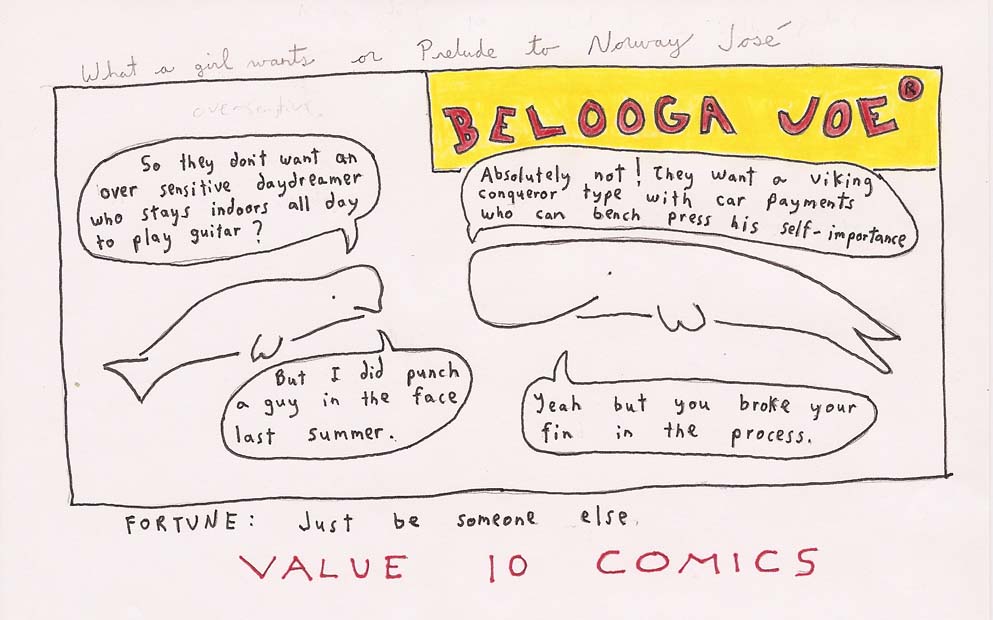 What a girl wants or Prelude to Norway José
oversensitive
BELOOGA JOE®
So they don't want an
over sensitive daydreamer
who stays indoors all day
to play guitar?
Absolutely not! They want a viking
conqueror type with car payments
who can bench press his self-importance
But I did punch
a guy in the face
last summer.
Yeah but you broke your
fin in the process.
FORTUNE: Just be someone else.
VALUE 10 COMICS